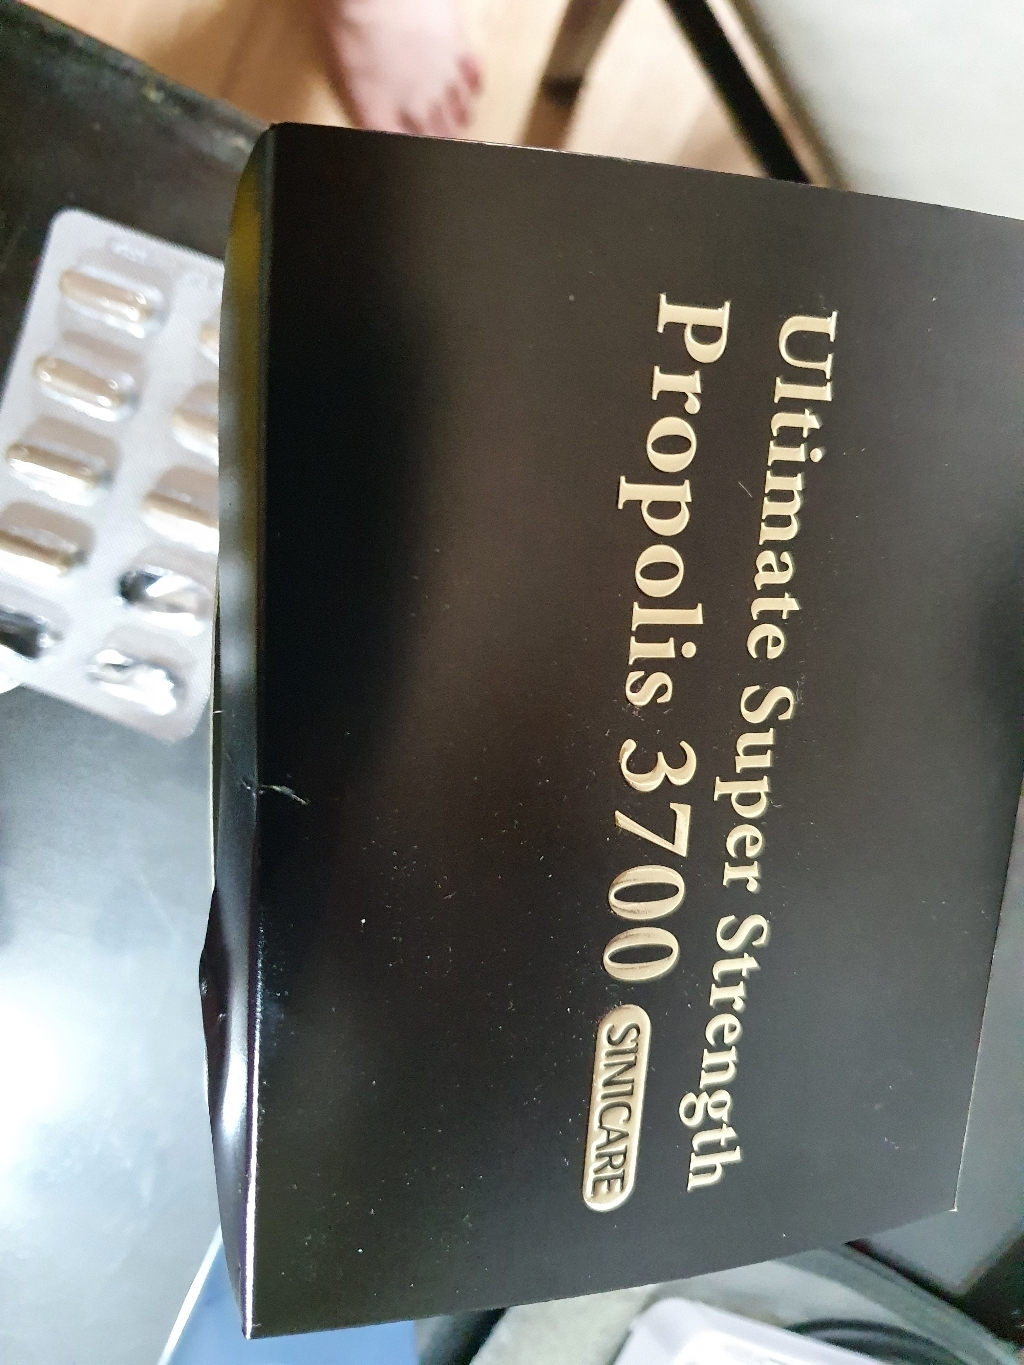 Ultimate Super Strength
Propolis 3700 SINICARE